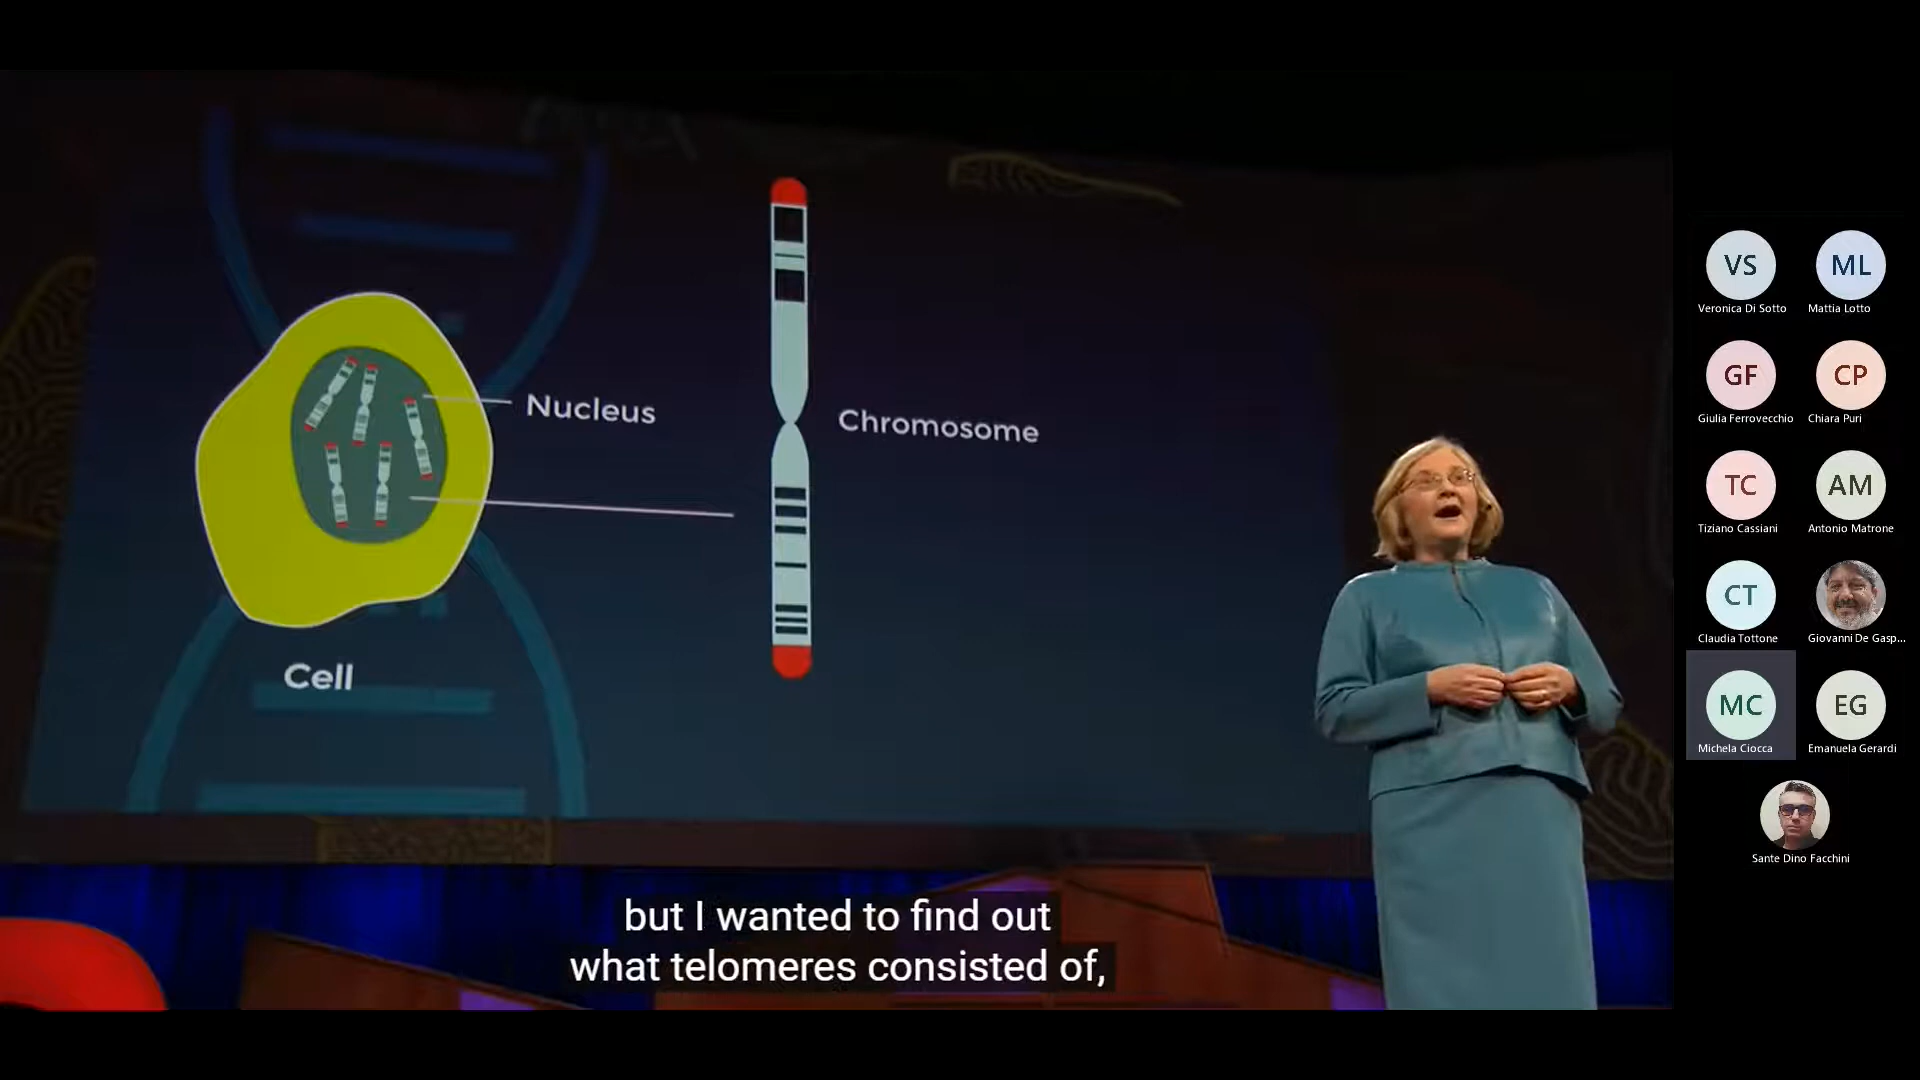 Nucleus
Chromosome
Cell
but I wanted to find out
what telomeres consisted of,
VS
Veronica Di Sotto
ML
Mattia Lotto
GF
Giulia Ferrovecchio
CP
Chiara Puri
TC
Tiziano Cassiani
AM
Antonio Matrone
CT
Claudia Tottone
Giovanni De Gasp...
MC
Michela Ciocca
EG
Emanuela Gerardi
Sante Dino Facchini